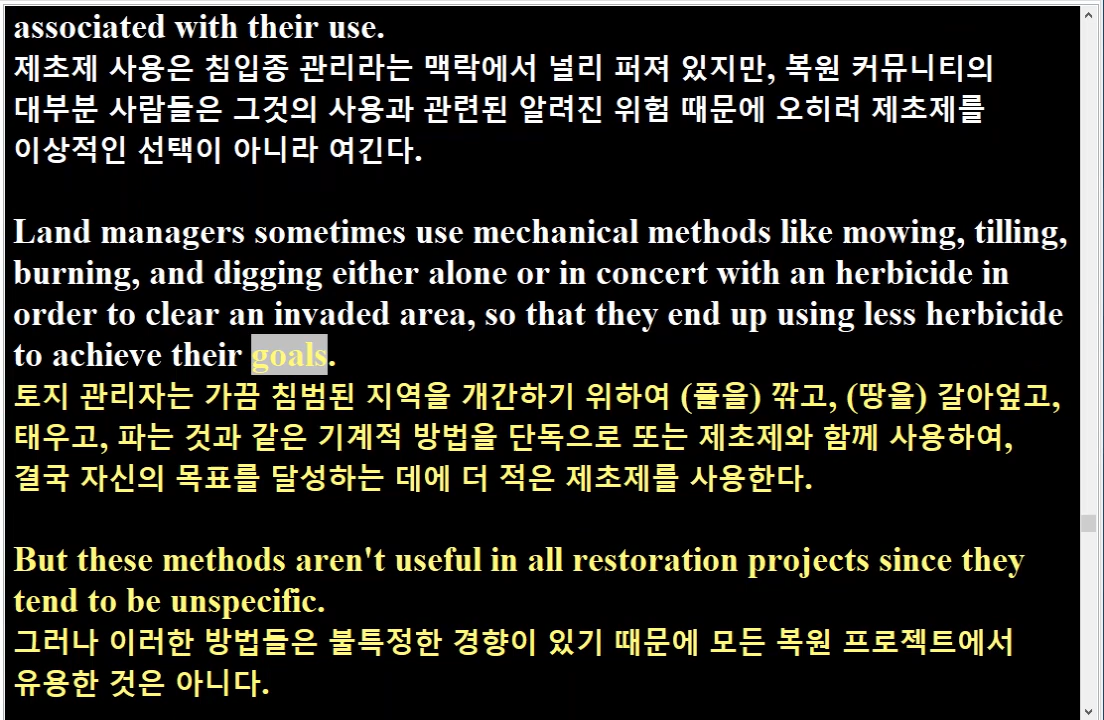 associated with their use.
제초제 사용은 침입종 관리라는 맥락에서 널리 퍼져 있지만, 복원 커뮤니티의
대부분 사람들은 그것의 사용과 관련된 알려진 위험 때문에 오히려 제초제를
이상적인 선택이 아니라 여긴다.
Land managers sometimes use mechanical methods like mowing, tilling,
burning, and digging either alone or in concert with an herbicide in
order to clear an invaded area, so that they end up using less herbicide
to achieve their goals.
토지 관리자는 가끔 침범된 지역을 개간하기 위하여 (풀을) 깎고, (땅을) 갈아엎고,
태우고, 파는 것과 같은 기계적 방법을 단독으로 또는 제초제와 함께 사용하여,
결국 자신의 목표를 달성하는 데에 더 적은 제초제를 사용한다.
But these methods aren't useful in all restoration projects since they
tend to be unspecific.
그러나 이러한 방법들은 불특정한 경향이 있기 때문에 모든 복원 프로젝트에서
유용한 것은 아니다.